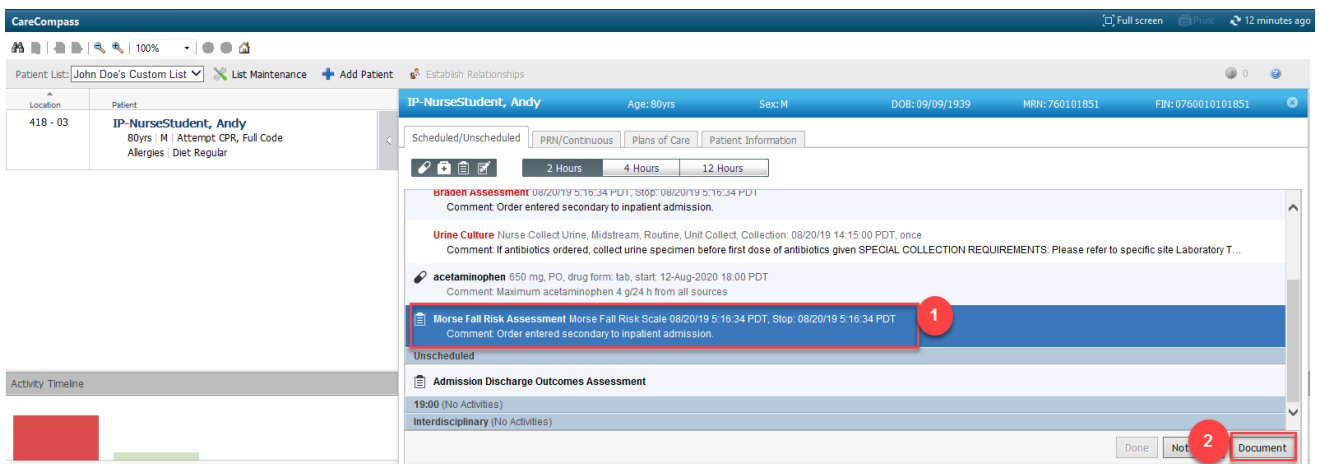 CareCompass
Full screen Print 12 minutes ago
100%
Patient List: John Doe's Custom List List Maintenance Add Patient Establish Relationships 0
Location Patient
418 - 03 IP-NurseStudent, Andy
80yrs | M | Attempt CPR, Full Code
Allergies | Diet Regular
IP-NurseStudent, Andy Age: 80yrs Sex: M DOB: 09/09/1939 MRN: 760101851 FIN: 0760010101851
Scheduled/Unscheduled PRN/Continuous Plans of Care Patient Information
2 Hours 4 Hours 12 Hours
Braden Assessment 08/20/19 5:16:34 PDT, Stop: 08/20/19 5:16:34 PDT
Comment: Order entered secondary to inpatient admission.
Urine Culture Nurse Collect Urine, Midstream, Routine, Unit Collect, Collection: 08/20/19 14:15:00 PDT, once
Comment: If antibiotics ordered, collect urine specimen before first dose of antibiotics given SPECIAL COLLECTION REQUIREMENTS: Please refer to specific site Laboratory T...
acetaminophen 650 mg, PO, drug form: tab, start: 12-Aug-2020 18:00 PDT
Comment: Maximum acetaminophen 4 g/24 h from all sources
Morse Fall Risk Assessment Morse Fall Risk Scale 08/20/19 5:16:34 PDT, Stop: 08/20/19 5:16:34 PDT
Comment: Order entered secondary to inpatient admission.
1
Unscheduled
Admission Discharge Outcomes Assessment
19:00 (No Activities)
Interdisciplinary (No Activities)
Activity Timeline
Done Not 2 Document